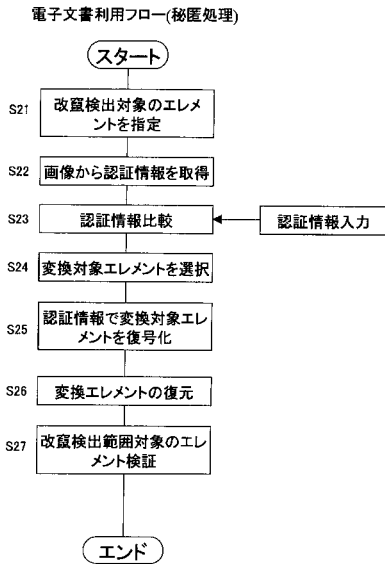 電子文書利用フロー(秘匿処理)
スタート
S21
改竄検出対象のエレメ
ントを指定
S22
画像から認証情報を取得
S23
認証情報比較
認証情報入力
S24
変換対象エレメントを選択
S25
認証情報で変換対象エレ
メントを復号化
S26
変換エレメントの復元
S27
改竄検出範囲対象のエレ
メント検証
エンド